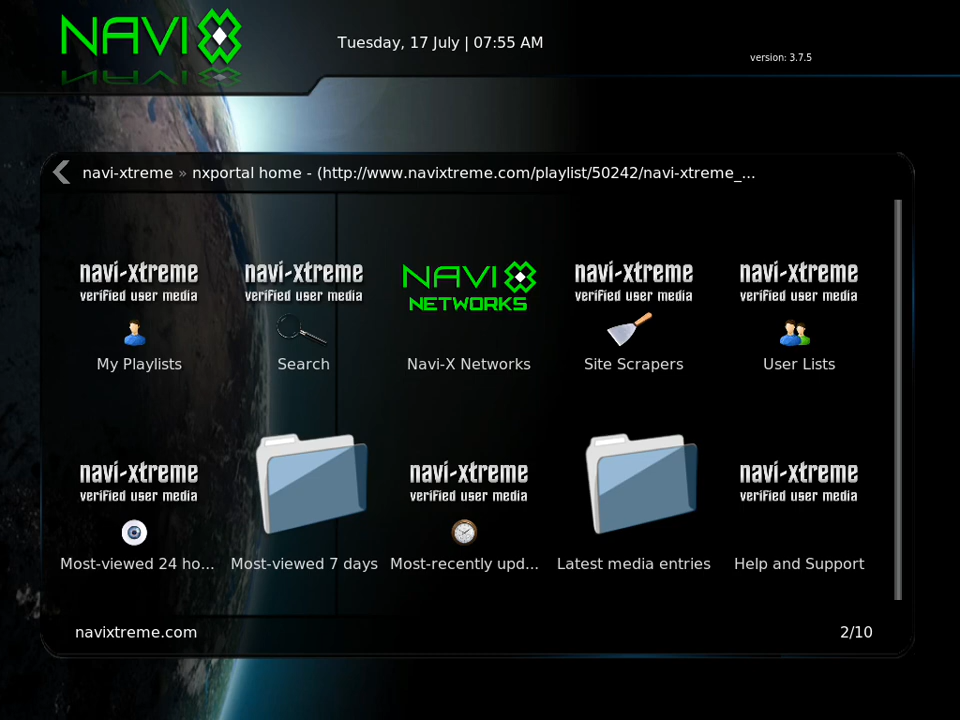 NAVI X
Tuesday, 17 July | 07:55 AM
version: 3.7.5
navi-xtreme » nxportal home - (http://www.navixtreme.com/playlist/50242/navi-xtreme_...
navi-xtreme
verified user media
My Playlists
navi-xtreme
verified user media
Search
NAVI X
NETWORKS
Navi-X Networks
navi-xtreme
verified user media
Site Scrapers
navi-xtreme
verified user media
User Lists
navi-xtreme
verified user media
Most-viewed 24 ho...
Most-viewed 7 days
navi-xtreme
verified user media
Most-recently upd...
Latest media entries
navi-xtreme
verified user media
Help and Support
navixtreme.com
2/10